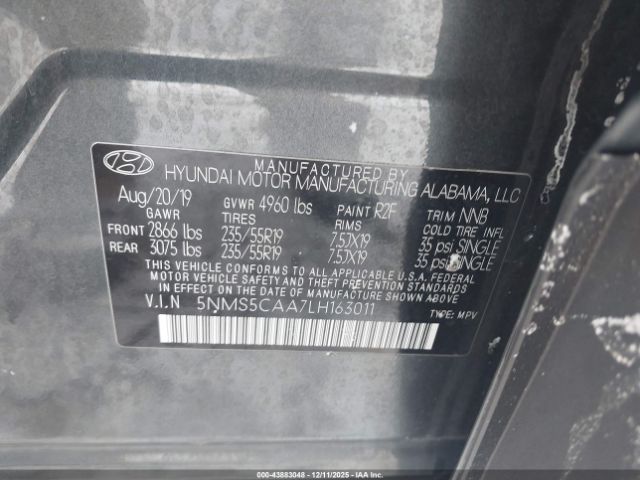 MANUFACTURED BY
HYUNDAI MOTOR MANUFACTURING ALABAMA, LLC
Aug/20/19 GVWR 4960 lbs PAINT R2F TRIM NNB
GAWR TIRES RIMS COLD TIRE INFL
FRONT 2866 lbs 235/55R19 7.5JX19 35 psi SINGLE
REAR 3075 lbs 235/55R19 7.5JX19 35 psi SINGLE
THIS VEHICLE CONFORMS TO ALL APPLICABLE U.S.A. FEDERAL
MOTOR VEHICLE SAFETY, BUMPER, AND THEFT PREVENTION STANDARDS
IN EFFECT ON THE DATE OF MANUFACTURE SHOWN ABOVE.
V.I.N 5NMS5CAA7LH163011 TYPE: MPV
000-43883048 - 12/11/2025 - IAA Inc.